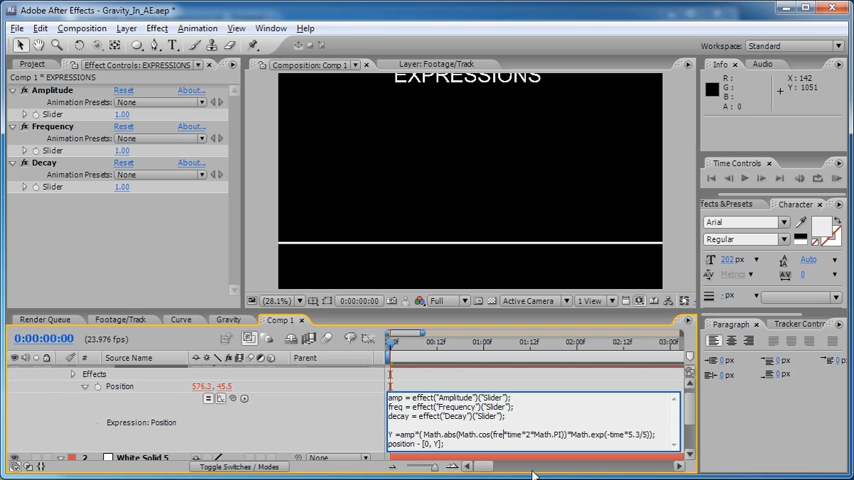 Adobe After Effects - Gravity_In_AE.aep *
File Edit Composition Layer Effect Animation View Window Help
Workspace: Standard
Project Effect Controls: EXPRESSIONS
Comp 1 * EXPRESSIONS
Amplitude Reset About...
Animation Presets: None
Slider 1.00
Frequency Reset About...
Animation Presets: None
Slider 1.00
Decay Reset About...
Animation Presets: None
Slider 1.00
Composition: Comp 1 Layer: Footage/Track
EXPRESSIONS
(28.1%) 0:00:00:00 Full Active Camera 1 View
Info Audio
R : X : 142
G : Y : 1051
B :
A : 0
Time Controls
ffects&Presets Character
Arial
Regular
202 px Auto
Metrics 0
- px
Paragraph Tracker Contro
0 px 0 px 0 px
0 px 0 px
Render Queue Footage/Track Curve Gravity Comp 1
0:00:00:00 (23.976 fps)
# Source Name Parent
0f 00:12f 01:00f 01:12f 02:00f 02:12f 03:00f
Effects
Position 576.3, 45.5
Expression: Position
amp = effect("Amplitude")("Slider");
freq = effect("Frequency")("Slider");
decay = effect("Decay")("Slider");
Y =amp*( Math.abs(Math.cos(fre*time*2*Math.PI))*Math.exp(-time*5.3/5));
position - [0, Y];
2 White Solid 5 None
Toggle Switches / Modes